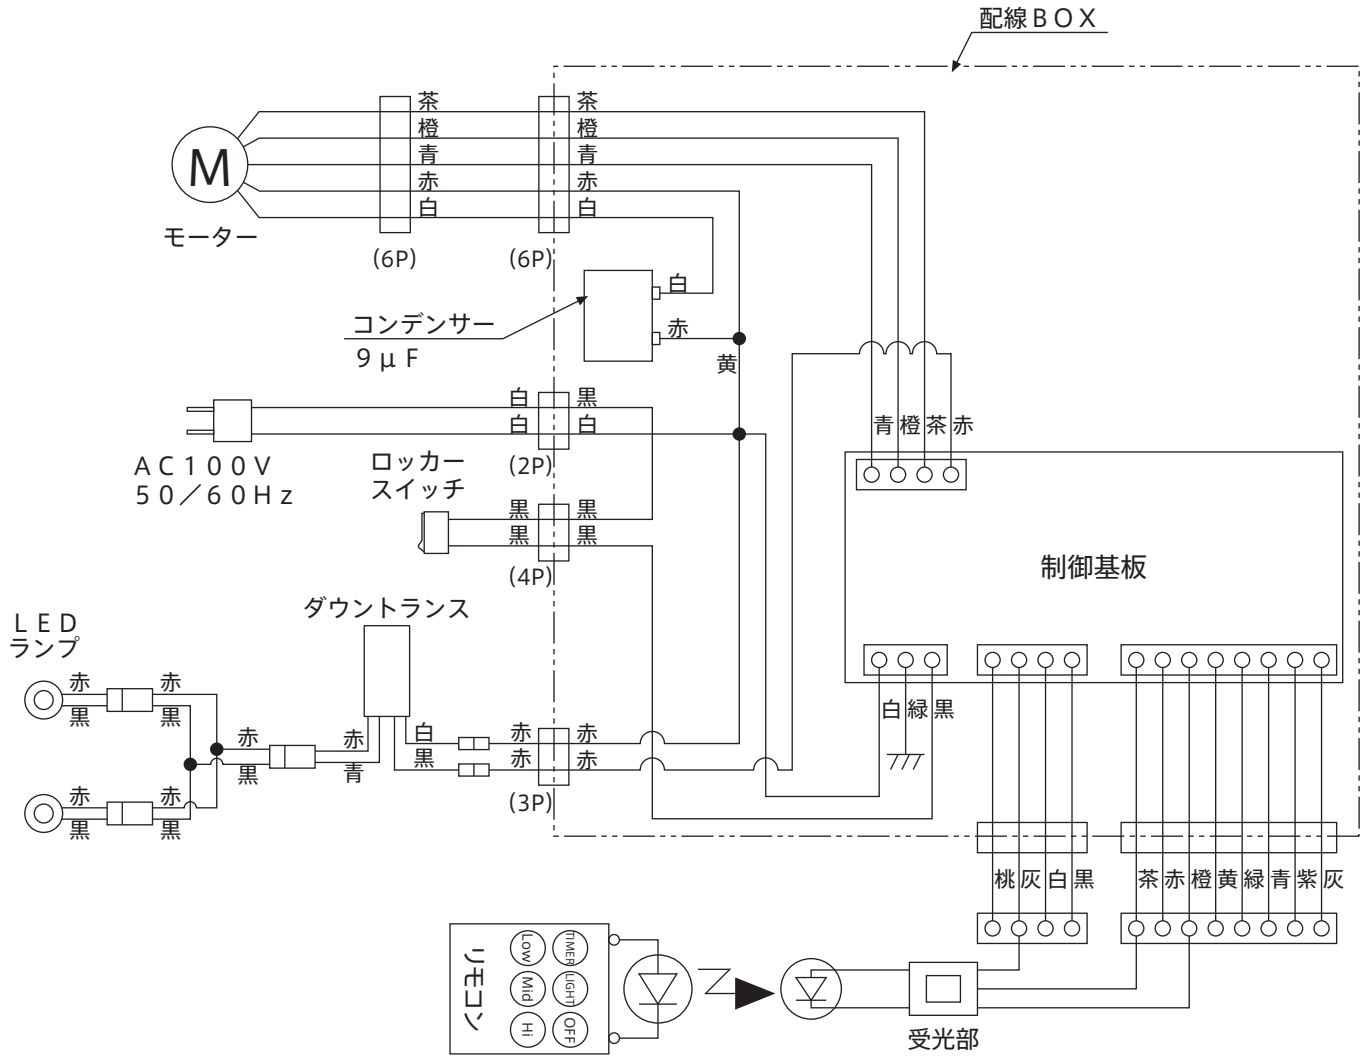 配線ＢＯＸ
茶 茶
橙 橙
青 青
赤 赤
白 白
M
モーター
(6P) (6P)
白
コンデンサー
9μF
赤
黄
白 黒
白 白
(2P)
AC100V
50／60Hz
ロッカー
スイッチ
黒 黒
黒 黒
(4P)
青 橙 茶 赤
制御基板
ダウントランス
LED
ランプ
赤 赤
黒 黒
赤 赤
黒 青
白 赤 赤
黒 赤 赤
(3P)
赤 赤
黒 黒
白 緑 黒
桃 灰 白 黒
茶 赤 橙 黄 緑 青 紫 灰
リモコン
Low
Mid
Hi
TIMER
LIGHT
OFF
受光部